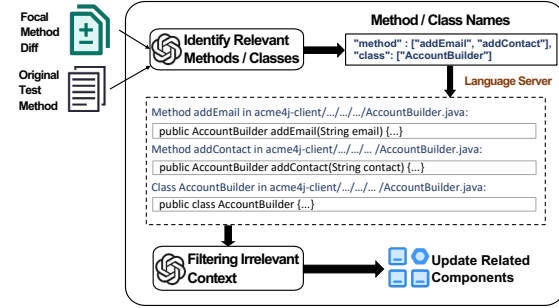 Focal
Method
Diff
Original
Test
Method
Identify Relevant
Methods / Classes
Method / Class Names
"method" : ["addEmail", "addContact"],
"class": ["AccountBuilder"]
Language Server
Method addEmail in acme4j-client/.../.../.../AccountBuilder.java:
public AccountBuilder addEmail(String email) {...}
Method addContact in acme4j-client/.../.../... /AccountBuilder.java:
public AccountBuilder addContact(String contact) {...}
Class AccountBuilder in acme4j-client/.../.../... /AccountBuilder.java:
public class AccountBuilder {...}
Filtering Irrelevant
Context
Update Related
Components